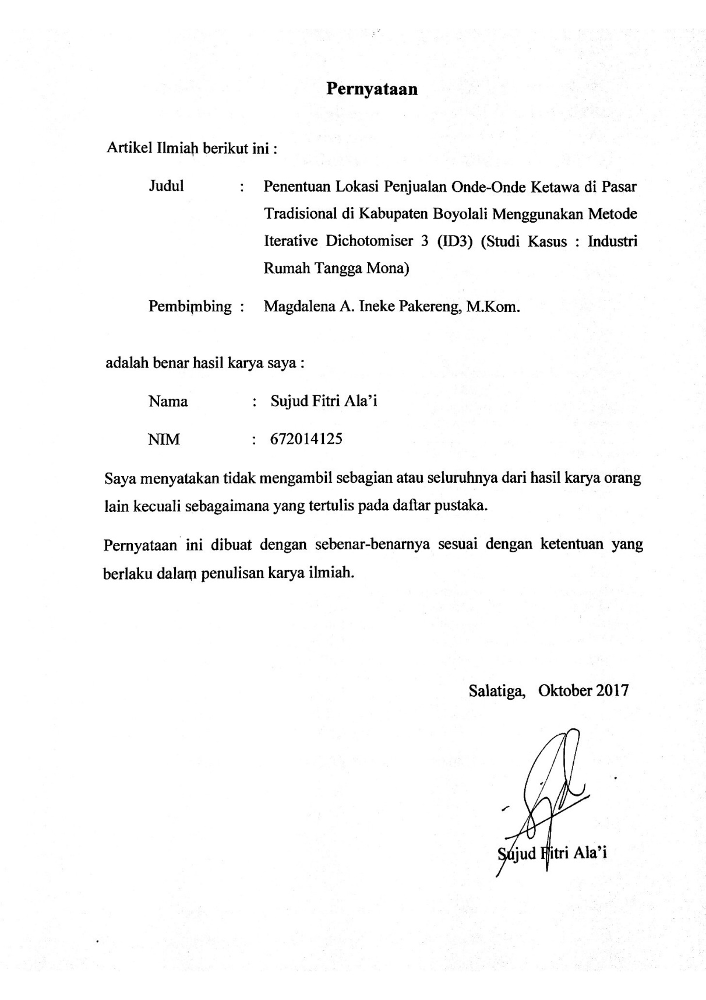 Pernyataan
Artikel Ilmiah berikut ini :
Judul : Penentuan Lokasi Penjualan Onde-Onde Ketawa di Pasar
Tradisional di Kabupaten Boyolali Menggunakan Metode
Iterative Dichotomiser 3 (ID3) (Studi Kasus : Industri
Rumah Tangga Mona)
Pembimbing : Magdalena A. Ineke Pakereng, M.Kom.
adalah benar hasil karya saya :
Nama : Sujud Fitri Ala’i
NIM : 672014125
Saya menyatakan tidak mengambil sebagian atau seluruhnya dari hasil karya orang
lain kecuali sebagaimana yang tertulis pada daftar pustaka.
Pernyataan ini dibuat dengan sebenar-benarnya sesuai dengan ketentuan yang
berlaku dalam penulisan karya ilmiah.
Salatiga, Oktober 2017
Sujud Fitri Ala’i